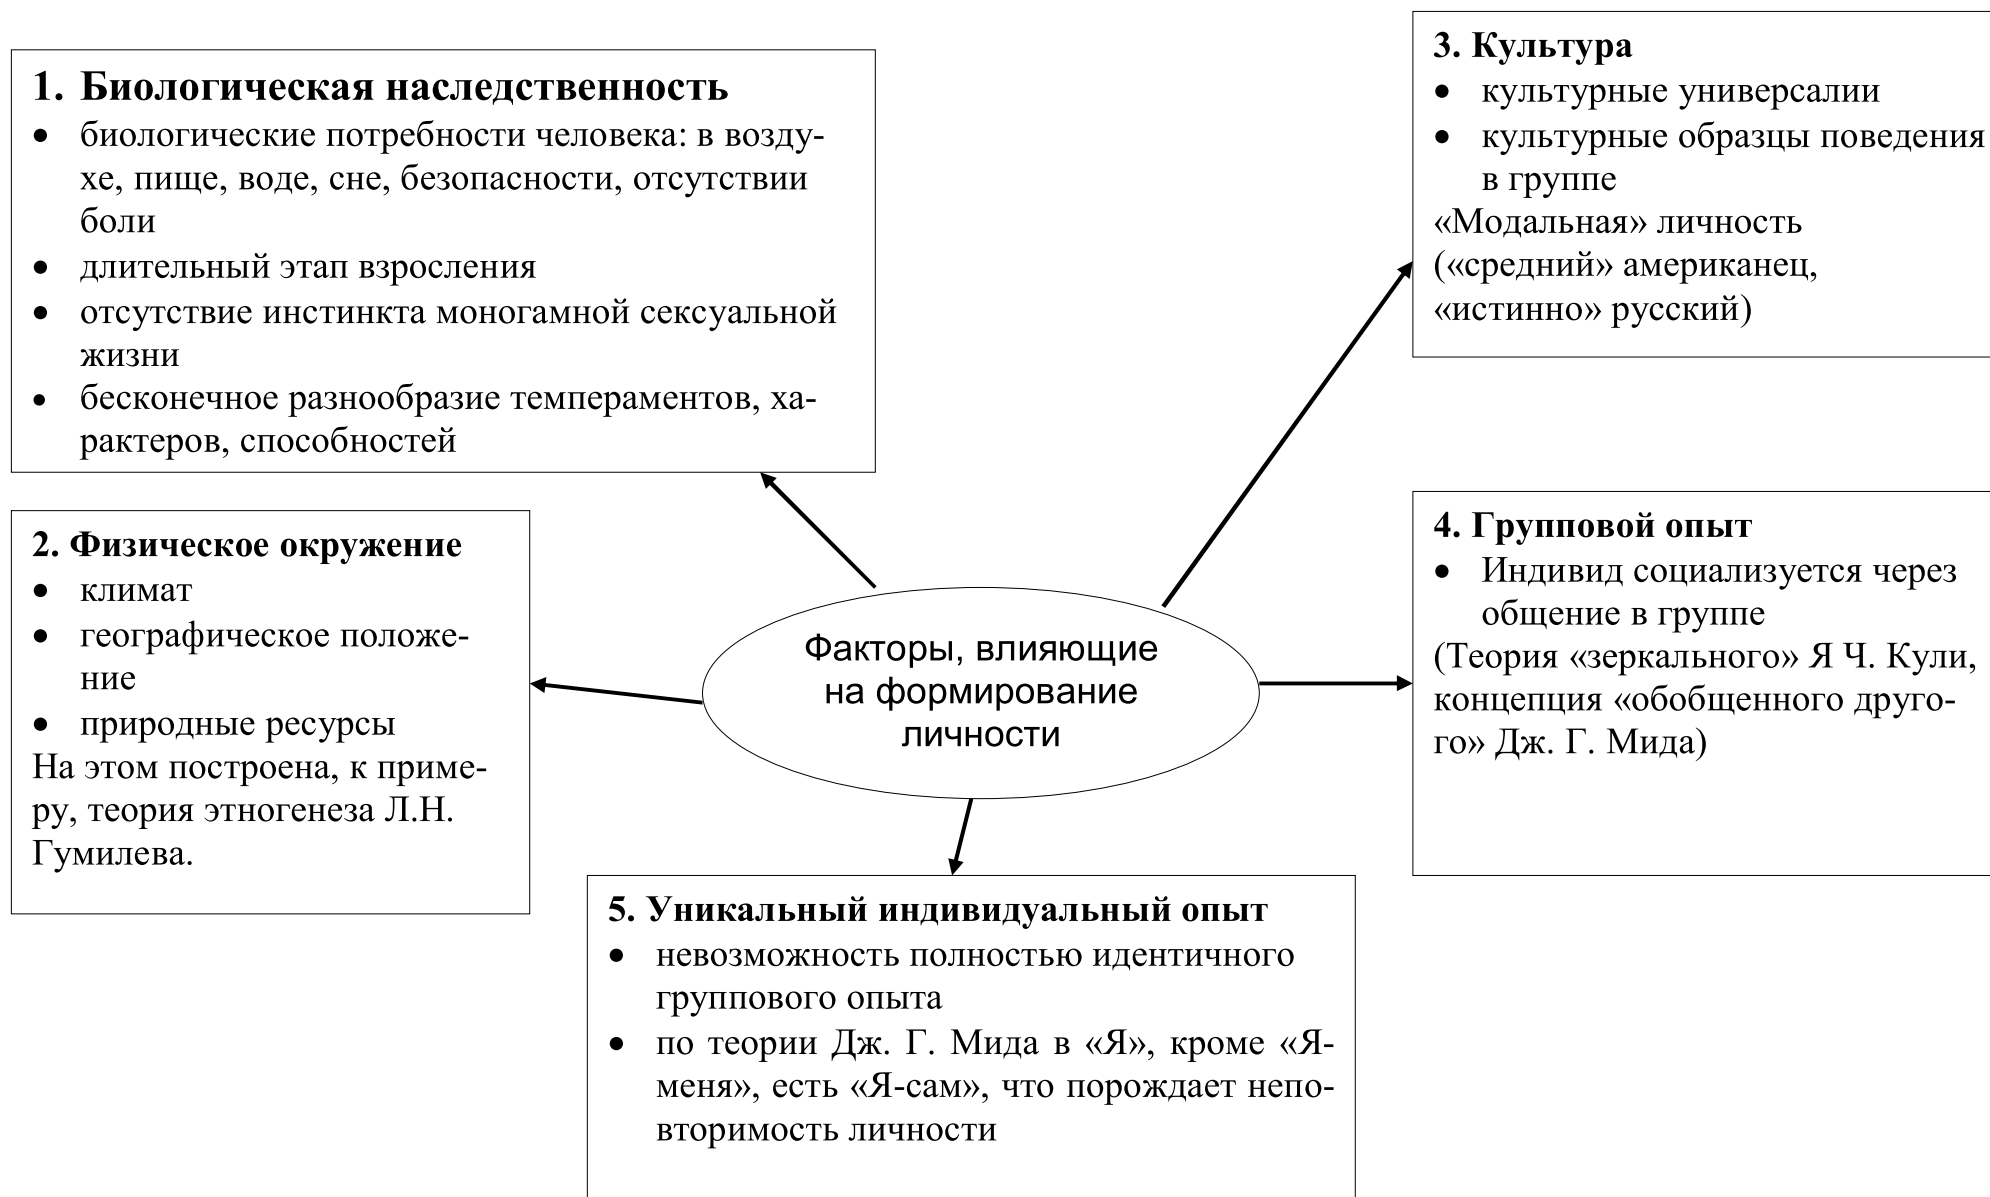 1. Биологическая наследственность
• биологические потребности человека: в возду-
хе, пище, воде, сне, безопасности, отсутствии
боли
• длительный этап взросления
• отсутствие инстинкта моногамной сексуальной
жизни
• бесконечное разнообразие темпераментов, ха-
рактеров, способностей
2. Физическое окружение
• климат
• географическое положе-
ние
• природные ресурсы
На этом построена, к приме-
ру, теория этногенеза Л.Н.
Гумилева.
3. Культура
• культурные универсалии
• культурные образцы поведения
в группе
«Модальная» личность
(«средний» американец,
«истинно» русский)
4. Групповой опыт
• Индивид социализуется через
общение в группе
(Теория «зеркального» Я Ч. Кули,
концепция «обобщенного друго-
го» Дж. Г. Мида)
Факторы, влияющие
на формирование
личности
5. Уникальный индивидуальный опыт
• невозможность полностью идентичного
группового опыта
• по теории Дж. Г. Мида в «Я», кроме «Я-
меня», есть «Я-сам», что порождает непо-
вторимость личности